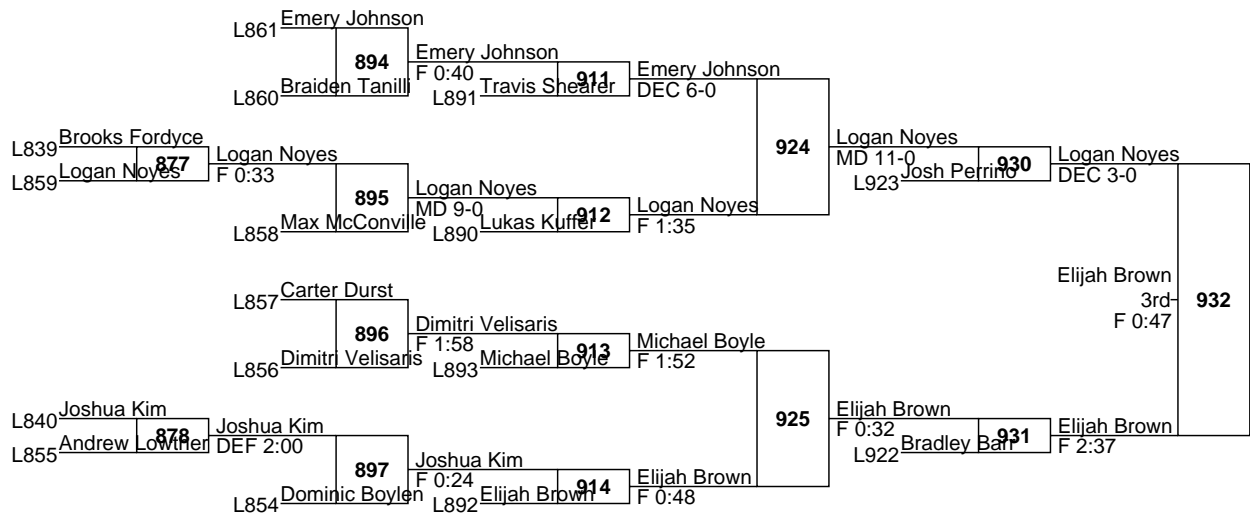 L861 Emery Johnson
894
Emery Johnson
F 0:40
L860 Braiden Tanilli
911
L891 Travis Shearer
Emery Johnson
DEC 6-0
924
L839 Brooks Fordyce
877
L859 Logan Noyes
Logan Noyes
F 0:33
895
Logan Noyes
MD 9-0
L858 Max McConville
912
L890 Lukas Kuffer
Logan Noyes
F 1:35
Logan Noyes
MD 11-0
930
L923 Josh Perrino
Logan Noyes
DEC 3-0
L857 Carter Durst
896
Dimitri Velisaris
F 1:58
L856 Dimitri Velisaris
913
L893 Michael Boyle
Michael Boyle
F 1:52
925
L840 Joshua Kim
878
L855 Andrew Lowther
Joshua Kim
DEF 2:00
897
Joshua Kim
F 0:24
L854 Dominic Boylen
914
L892 Elijah Brown
Elijah Brown
F 0:48
Elijah Brown
F 0:32
931
L922 Bradley Barr
Elijah Brown
F 2:37
Elijah Brown
3rd
F 0:47
932